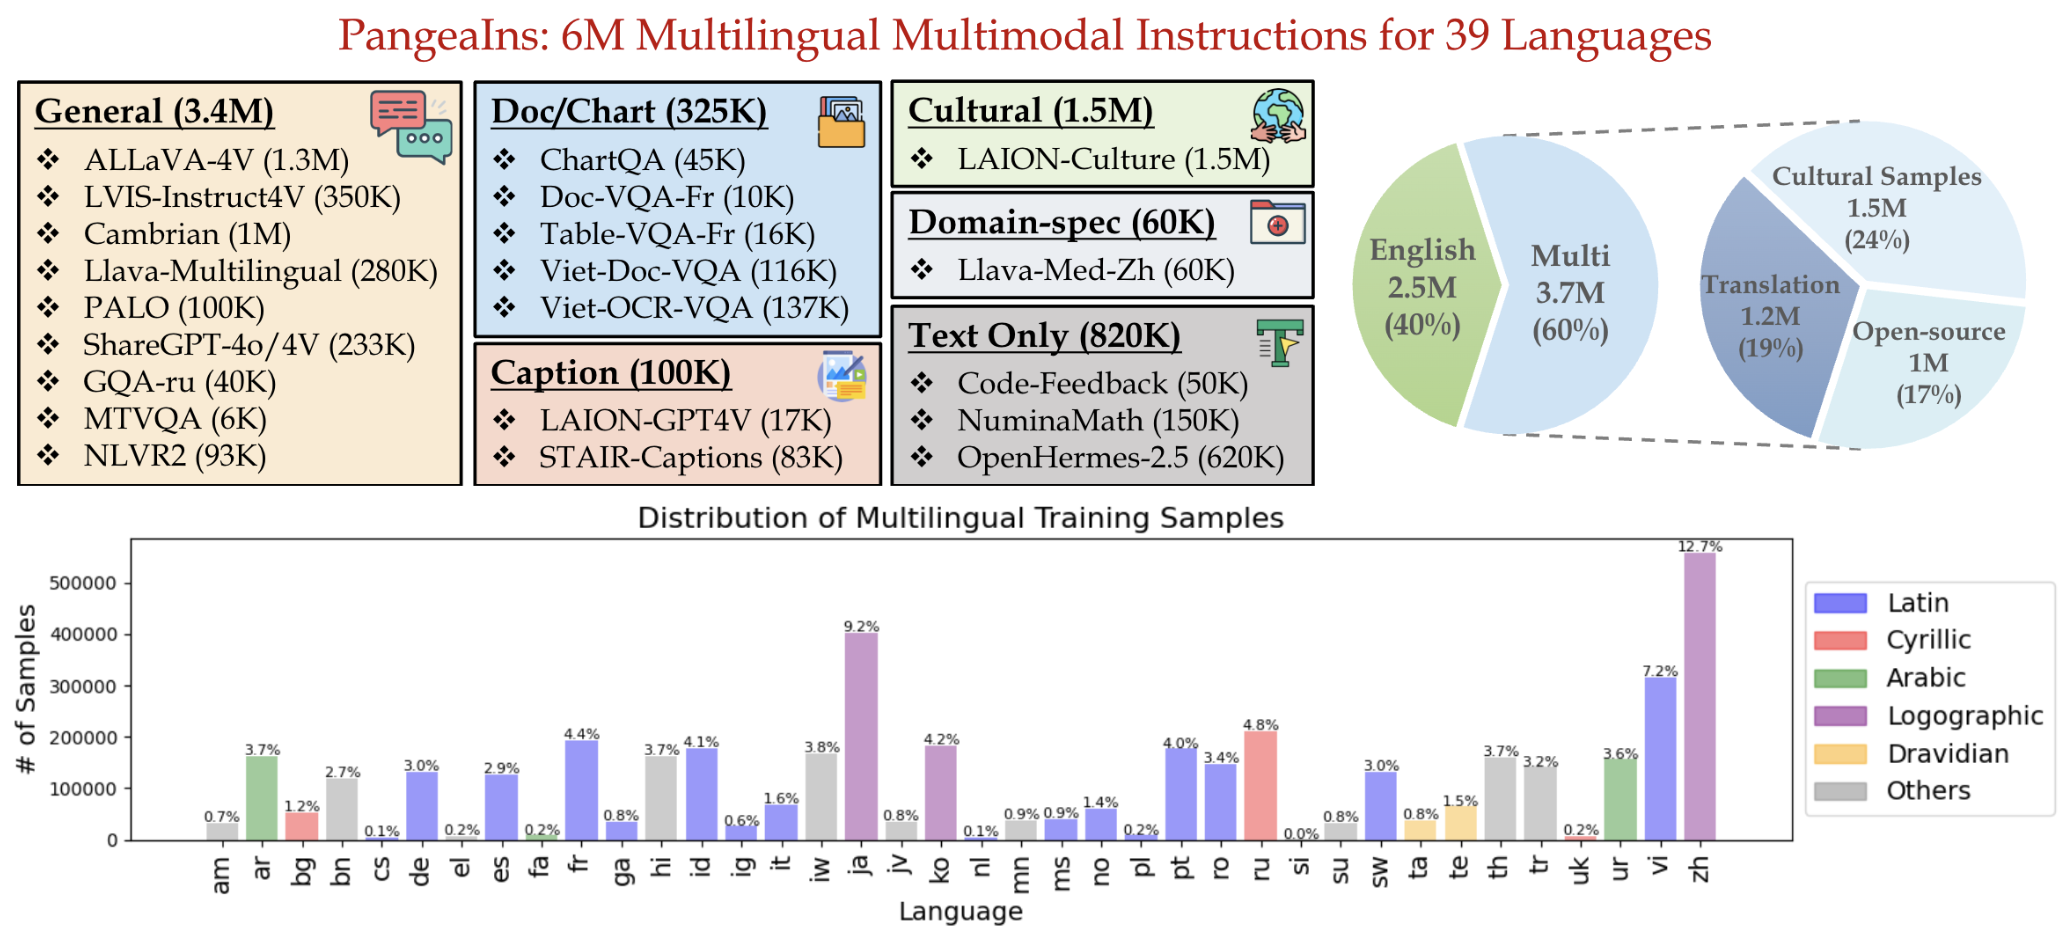 PangeaIns: 6M Multilingual Multimodal Instructions for 39 Languages
General (3.4M)
❖ ALLaVA-4V (1.3M)
❖ LVIS-Instruct4V (350K)
❖ Cambrian (1M)
❖ Llava-Multilingual (280K)
❖ PALO (100K)
❖ ShareGPT-4o/4V (233K)
❖ GQA-ru (40K)
❖ MTVQA (6K)
❖ NLVR2 (93K)
Doc/Chart (325K)
❖ ChartQA (45K)
❖ Doc-VQA-Fr (10K)
❖ Table-VQA-Fr (16K)
❖ Viet-Doc-VQA (116K)
❖ Viet-OCR-VQA (137K)
Caption (100K)
❖ LAION-GPT4V (17K)
❖ STAIR-Captions (83K)
Cultural (1.5M)
❖ LAION-Culture (1.5M)
Domain-spec (60K)
❖ Llava-Med-Zh (60K)
Text Only (820K)
❖ Code-Feedback (50K)
❖ NuminaMath (150K)
❖ OpenHermes-2.5 (620K)
English
2.5M
(40%)
Multi
3.7M
(60%)
Cultural Samples
1.5M
(24%)
Translation
1.2M
(19%)
Open-source
1M
(17%)
Distribution of Multilingual Training Samples
# of Samples
500000
400000
300000
200000
100000
0
0.7%
3.7%
1.2%
2.7%
0.1%
3.0%
0.2%
2.9%
0.2%
4.4%
0.8%
3.7%
4.1%
0.6%
1.6%
3.8%
9.2%
0.8%
4.2%
0.1%
0.9%
0.9%
1.4%
0.2%
4.0%
3.4%
4.8%
0.0%
0.8%
3.0%
0.8%
1.5%
3.7%
3.2%
0.2%
3.6%
7.2%
12.7%
am
ar
bg
bn
cs
de
el
es
fa
fr
ga
hi
id
ig
it
iw
ja
jv
ko
nl
mn
ms
no
pl
pt
ro
ru
si
su
sw
ta
te
th
tr
uk
ur
vi
zh
Language
Latin
Cyrillic
Arabic
Logographic
Dravidian
Others